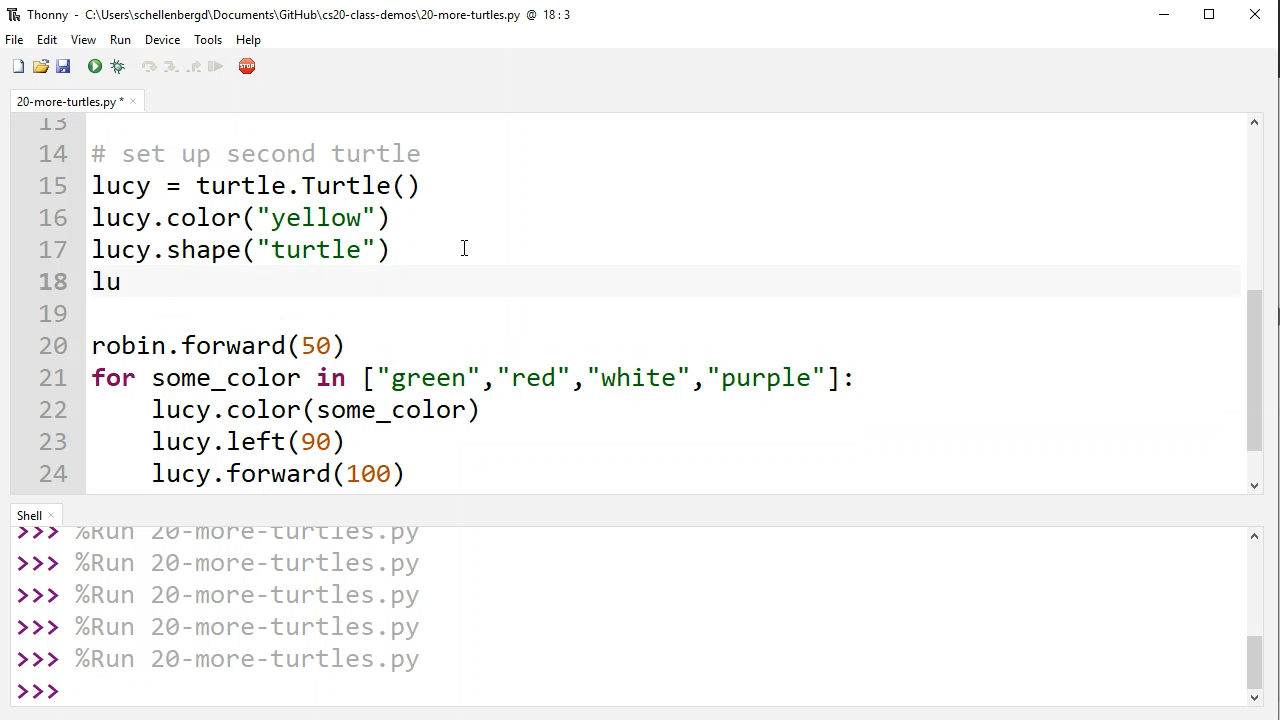 Thonny - C:\Users\schellenbergd\Documents\GitHub\cs20-class-demos\20-more-turtles.py @ 18 : 3
File Edit View Run Device Tools Help
STOP
20-more-turtles.py *
13
14 # set up second turtle
15 lucy = turtle.Turtle()
16 lucy.color("yellow")
17 lucy.shape("turtle")
18 lu
19
20 robin.forward(50)
21 for some_color in ["green","red","white","purple"]:
22     lucy.color(some_color)
23     lucy.left(90)
24     lucy.forward(100)
Shell
>>> %Run 20-more-turtles.py
>>> %Run 20-more-turtles.py
>>> %Run 20-more-turtles.py
>>> %Run 20-more-turtles.py
>>> %Run 20-more-turtles.py
>>>